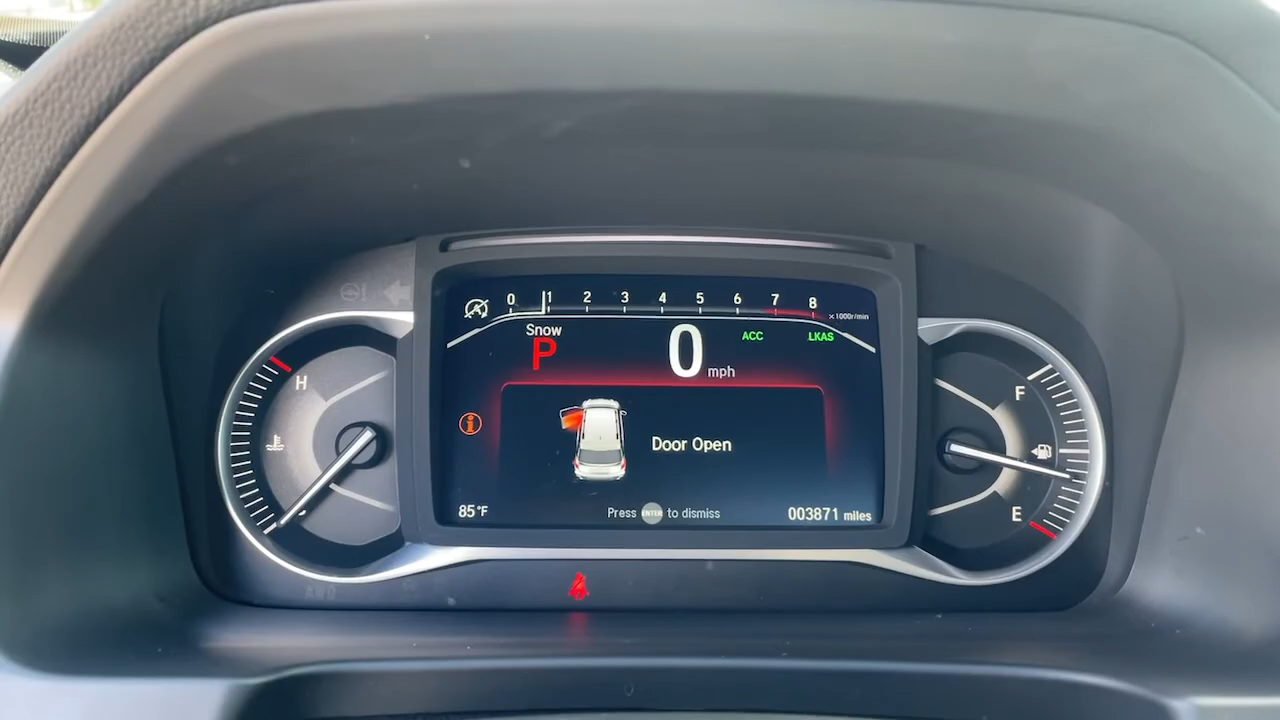 0 1 2 3 4 5 6 7 8
x 1000r/min
Snow
P
0 mph
ACC
LKAS
H
F
E
i
Door Open
85°F
Press ENTER to dismiss
003871 miles
AWD